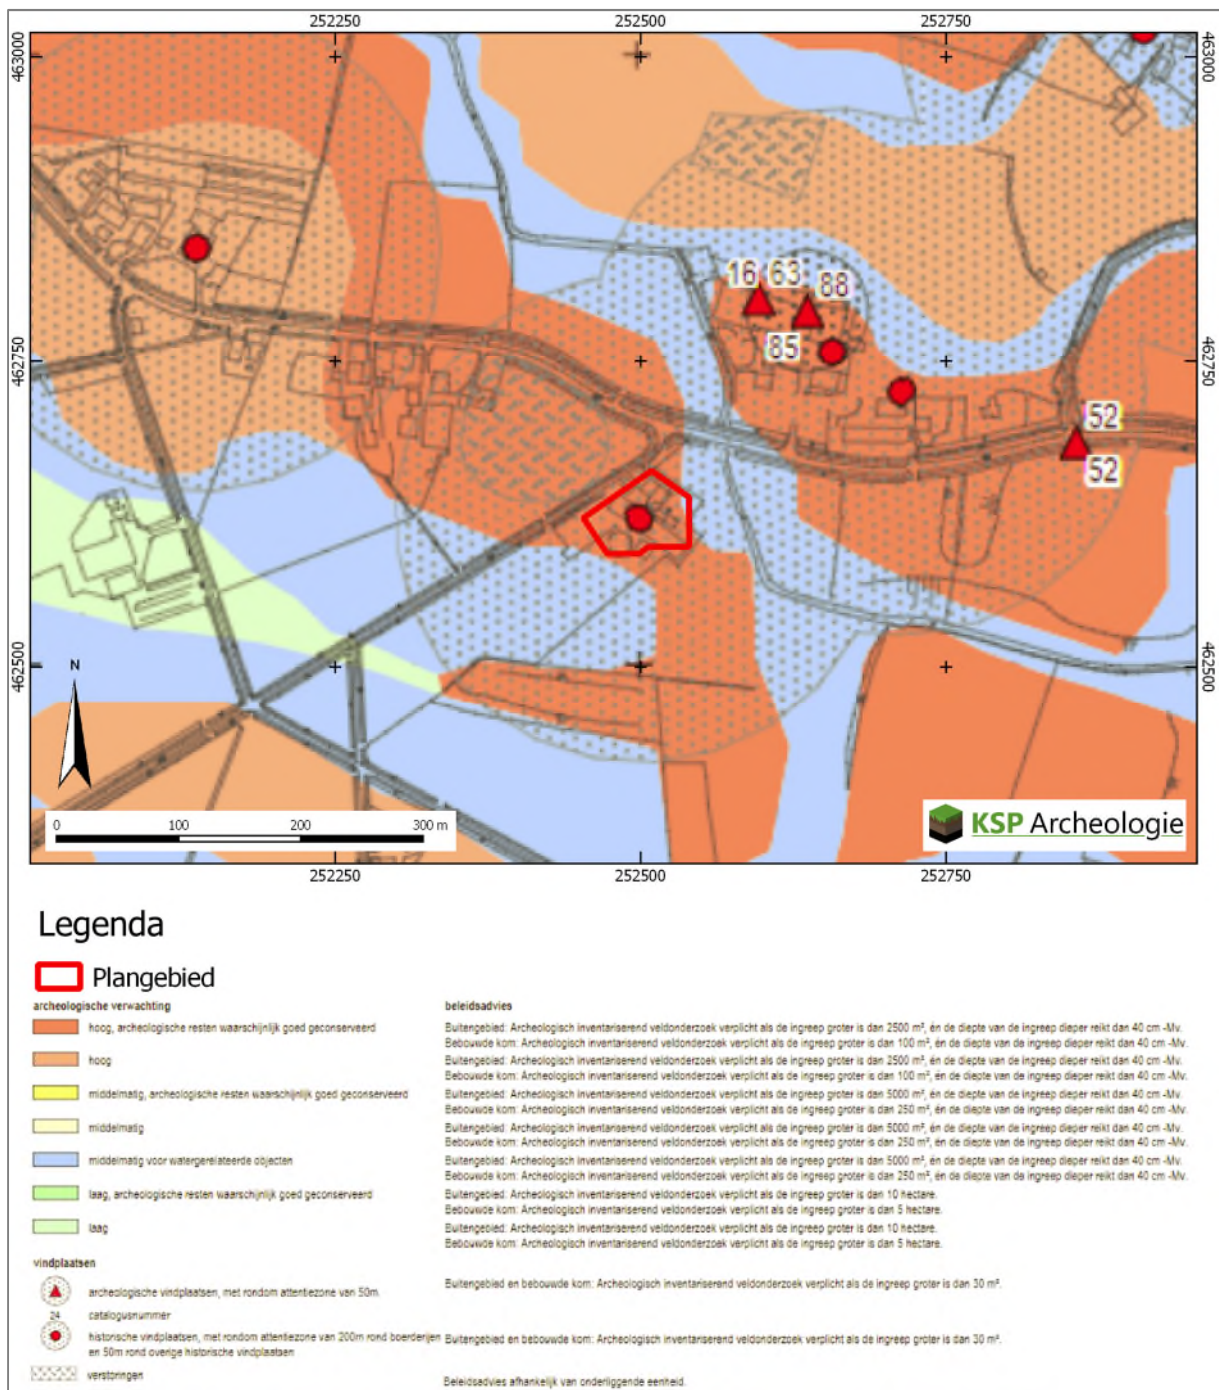 252250 252500 252750
463000 463000
16 63 88
85
462750 462750
52
52
462500 462500
N
0 100 200 300 m
KSP Archeologie
252250 252500 252750
Legenda
Plangebied
archeologische verwachting beleidsadvies
hoog, archeologische resten waarschijnlijk goed geconserveerd Buitengebied: Archeologisch inventariserend veldonderzoek verplicht als de ingreep groter is dan 2500 m², én de diepte van de ingreep dieper reikt dan 40 cm -Mv.
Bebouwde kom: Archeologisch inventariserend veldonderzoek verplicht als de ingreep groter is dan 100 m², én de diepte van de ingreep dieper reikt dan 40 cm -Mv.
hoog Buitengebied: Archeologisch inventariserend veldonderzoek verplicht als de ingreep groter is dan 2500 m², én de diepte van de ingreep dieper reikt dan 40 cm -Mv.
Bebouwde kom: Archeologisch inventariserend veldonderzoek verplicht als de ingreep groter is dan 100 m², én de diepte van de ingreep dieper reikt dan 40 cm -Mv.
middelmatig, archeologische resten waarschijnlijk goed geconserveerd Buitengebied: Archeologisch inventariserend veldonderzoek verplicht als de ingreep groter is dan 5000 m², én de diepte van de ingreep dieper reikt dan 40 cm -Mv.
Bebouwde kom: Archeologisch inventariserend veldonderzoek verplicht als de ingreep groter is dan 250 m², én de diepte van de ingreep dieper reikt dan 40 cm -Mv.
middelmatig Buitengebied: Archeologisch inventariserend veldonderzoek verplicht als de ingreep groter is dan 5000 m², én de diepte van de ingreep dieper reikt dan 40 cm -Mv.
Bebouwde kom: Archeologisch inventariserend veldonderzoek verplicht als de ingreep groter is dan 250 m², én de diepte van de ingreep dieper reikt dan 40 cm -Mv.
middelmatig voor watergerelateerde objecten Buitengebied: Archeologisch inventariserend veldonderzoek verplicht als de ingreep groter is dan 5000 m², én de diepte van de ingreep dieper reikt dan 40 cm -Mv.
Bebouwde kom: Archeologisch inventariserend veldonderzoek verplicht als de ingreep groter is dan 250 m², én de diepte van de ingreep dieper reikt dan 40 cm -Mv.
laag, archeologische resten waarschijnlijk goed geconserveerd Buitengebied: Archeologisch inventariserend veldonderzoek verplicht als de ingreep groter is dan 10 hectare.
Bebouwde kom: Archeologisch inventariserend veldonderzoek verplicht als de ingreep groter is dan 5 hectare.
laag Buitengebied: Archeologisch inventariserend veldonderzoek verplicht als de ingreep groter is dan 10 hectare.
Bebouwde kom: Archeologisch inventariserend veldonderzoek verplicht als de ingreep groter is dan 5 hectare.
vindplaatsen
archeologische vindplaatsen, met rondom attentiezone van 50m. Buitengebied en bebouwde kom: Archeologisch inventariserend veldonderzoek verplicht als de ingreep groter is dan 30 m².
24 catalogusnummer
historische vindplaatsen, met rondom attentiezone van 200m rond boerderijen Buitengebied en bebouwde kom: Archeologisch inventariserend veldonderzoek verplicht als de ingreep groter is dan 30 m².
en 50m rond overige historische vindplaatsen
verstoringen Beleidsadvies afhankelijk van onderliggende eenheid.